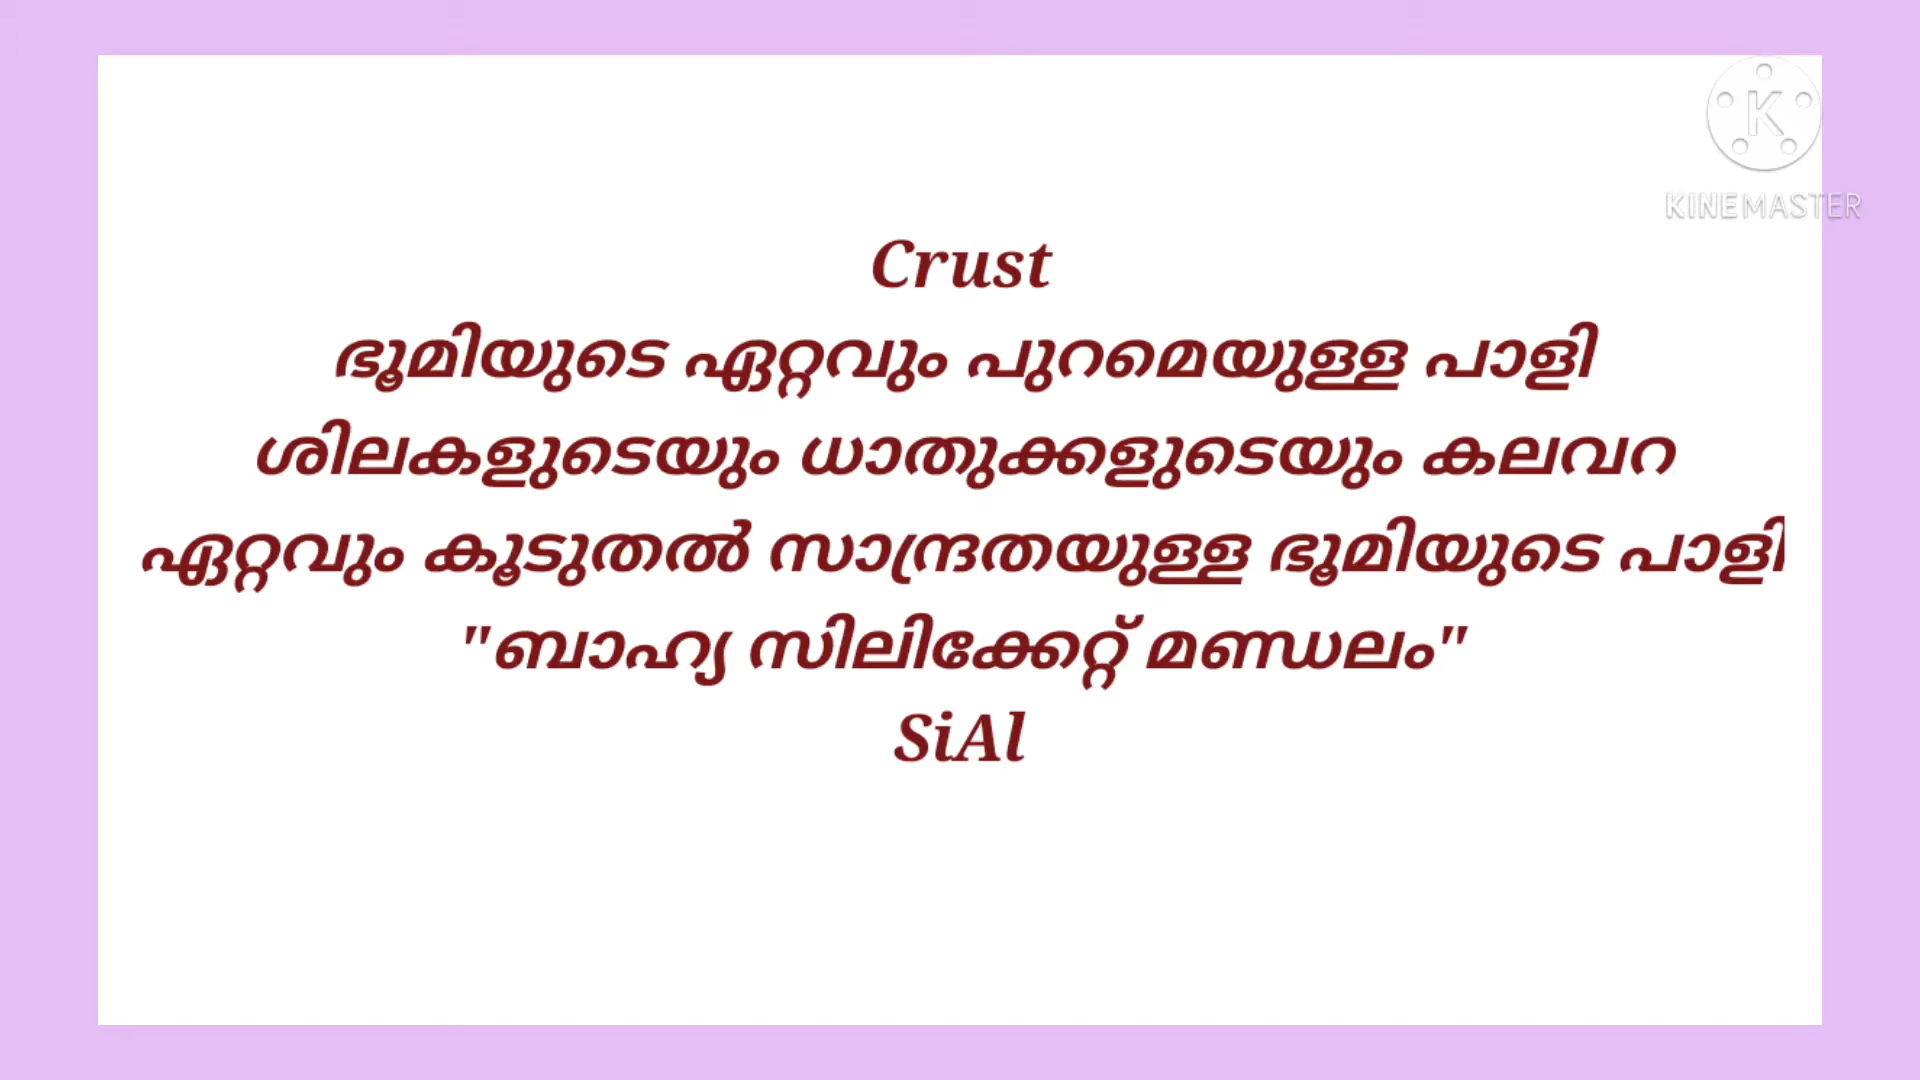 KINEMASTER
Crust
ഭൂമിയുടെ ഏറ്റവും പുറമെയുള്ള പാളി
ശിലകളുടെയും ധാതുക്കളുടെയും കലവറ
ഏറ്റവും കൂടുതൽ സാന്ദ്രതയുള്ള ഭൂമിയുടെ പാളി
"ബാഹ്യ സിലിക്കേറ്റ് മണ്ഡലം"
SiAl